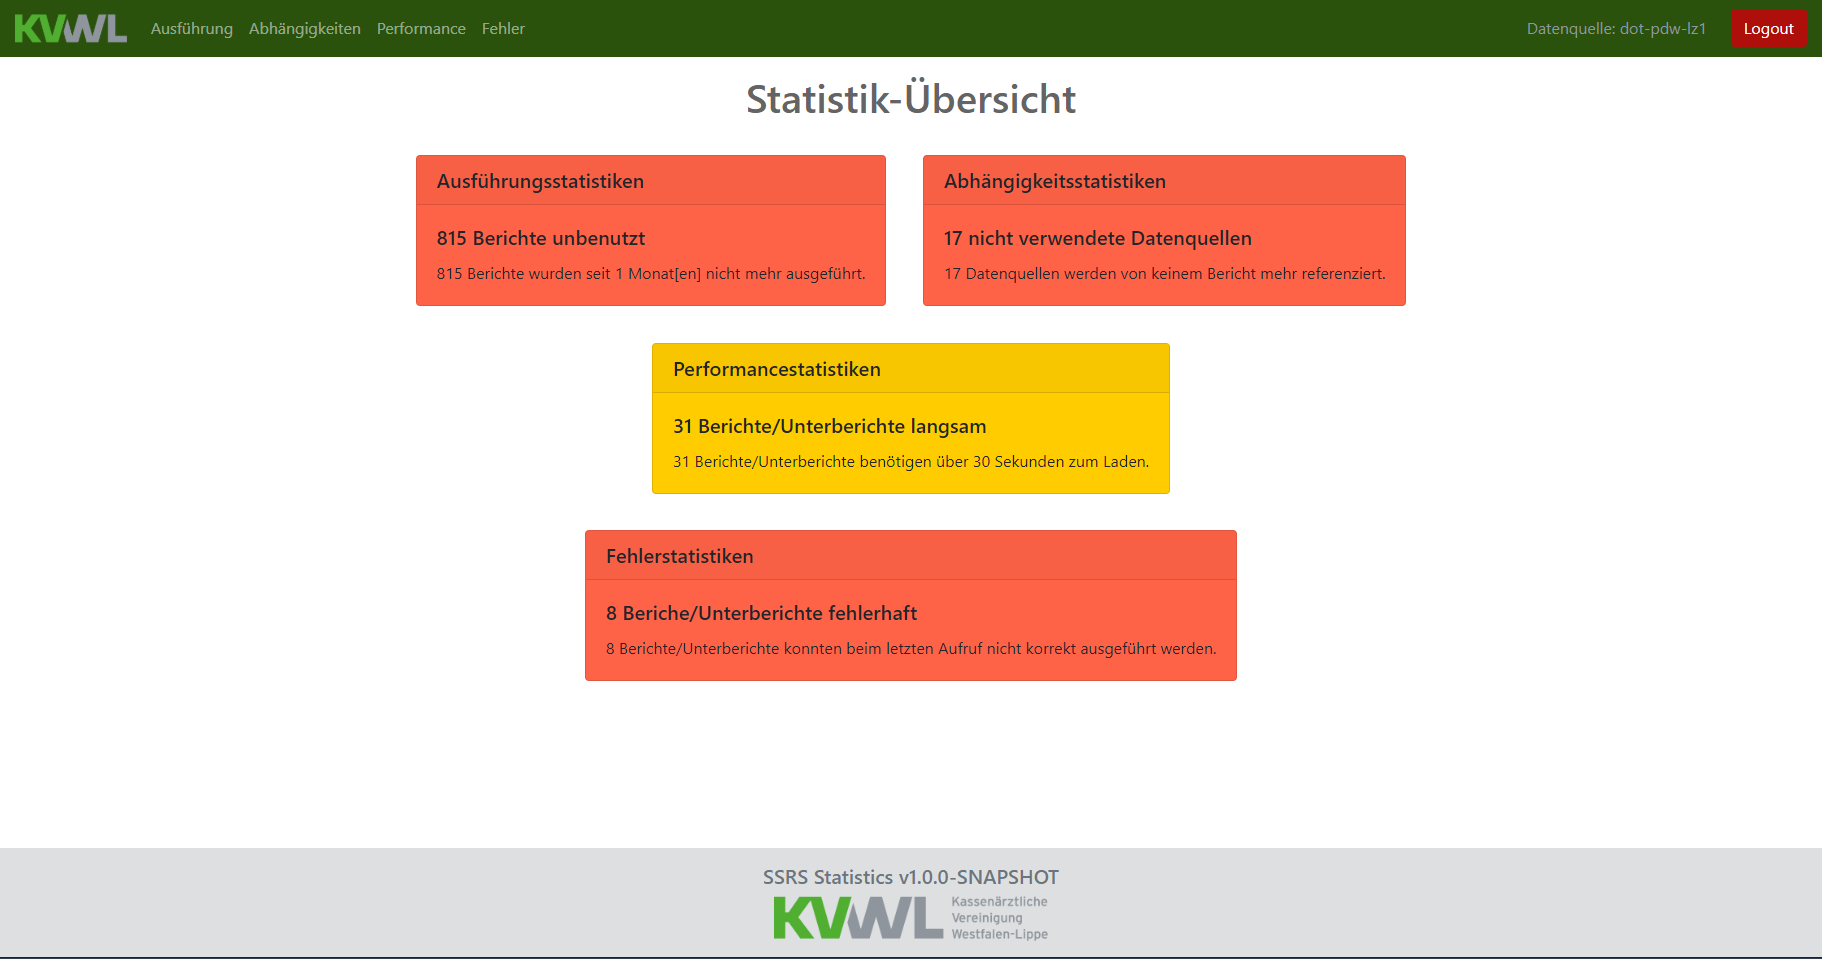 KVWL Ausführung Abhängigkeiten Performance Fehler Datenquelle: dot-pdw-lz1 Logout
Statistik-Übersicht
Ausführungsstatistiken
815 Berichte unbenutzt
815 Berichte wurden seit 1 Monat[en] nicht mehr ausgeführt.
Abhängigkeitsstatistiken
17 nicht verwendete Datenquellen
17 Datenquellen werden von keinem Bericht mehr referenziert.
Performancestatistiken
31 Berichte/Unterberichte langsam
31 Berichte/Unterberichte benötigen über 30 Sekunden zum Laden.
Fehlerstatistiken
8 Beriche/Unterberichte fehlerhaft
8 Berichte/Unterberichte konnten beim letzten Aufruf nicht korrekt ausgeführt werden.
SSRS Statistics v1.0.0-SNAPSHOT
KVWL
Kassenärztliche
Vereinigung
Westfalen-Lippe